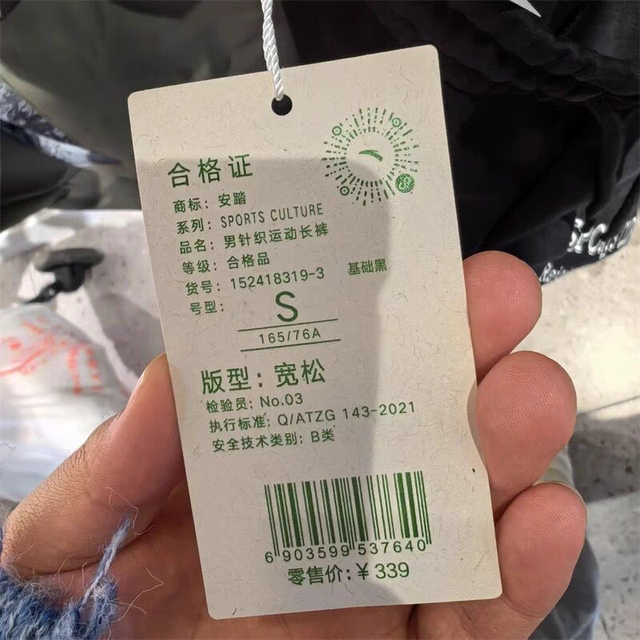 合格证
商标: 安踏
系列: SPORTS CULTURE
品名: 男针织运动长裤
等级: 合格品
货号: 152418319-3 基础黑
号型: S
165/76A
版型: 宽松
检验员: No.03
执行标准: Q/ATZG 143-2021
安全技术类别: B类
6 903599 537640
零售价: ¥ 339